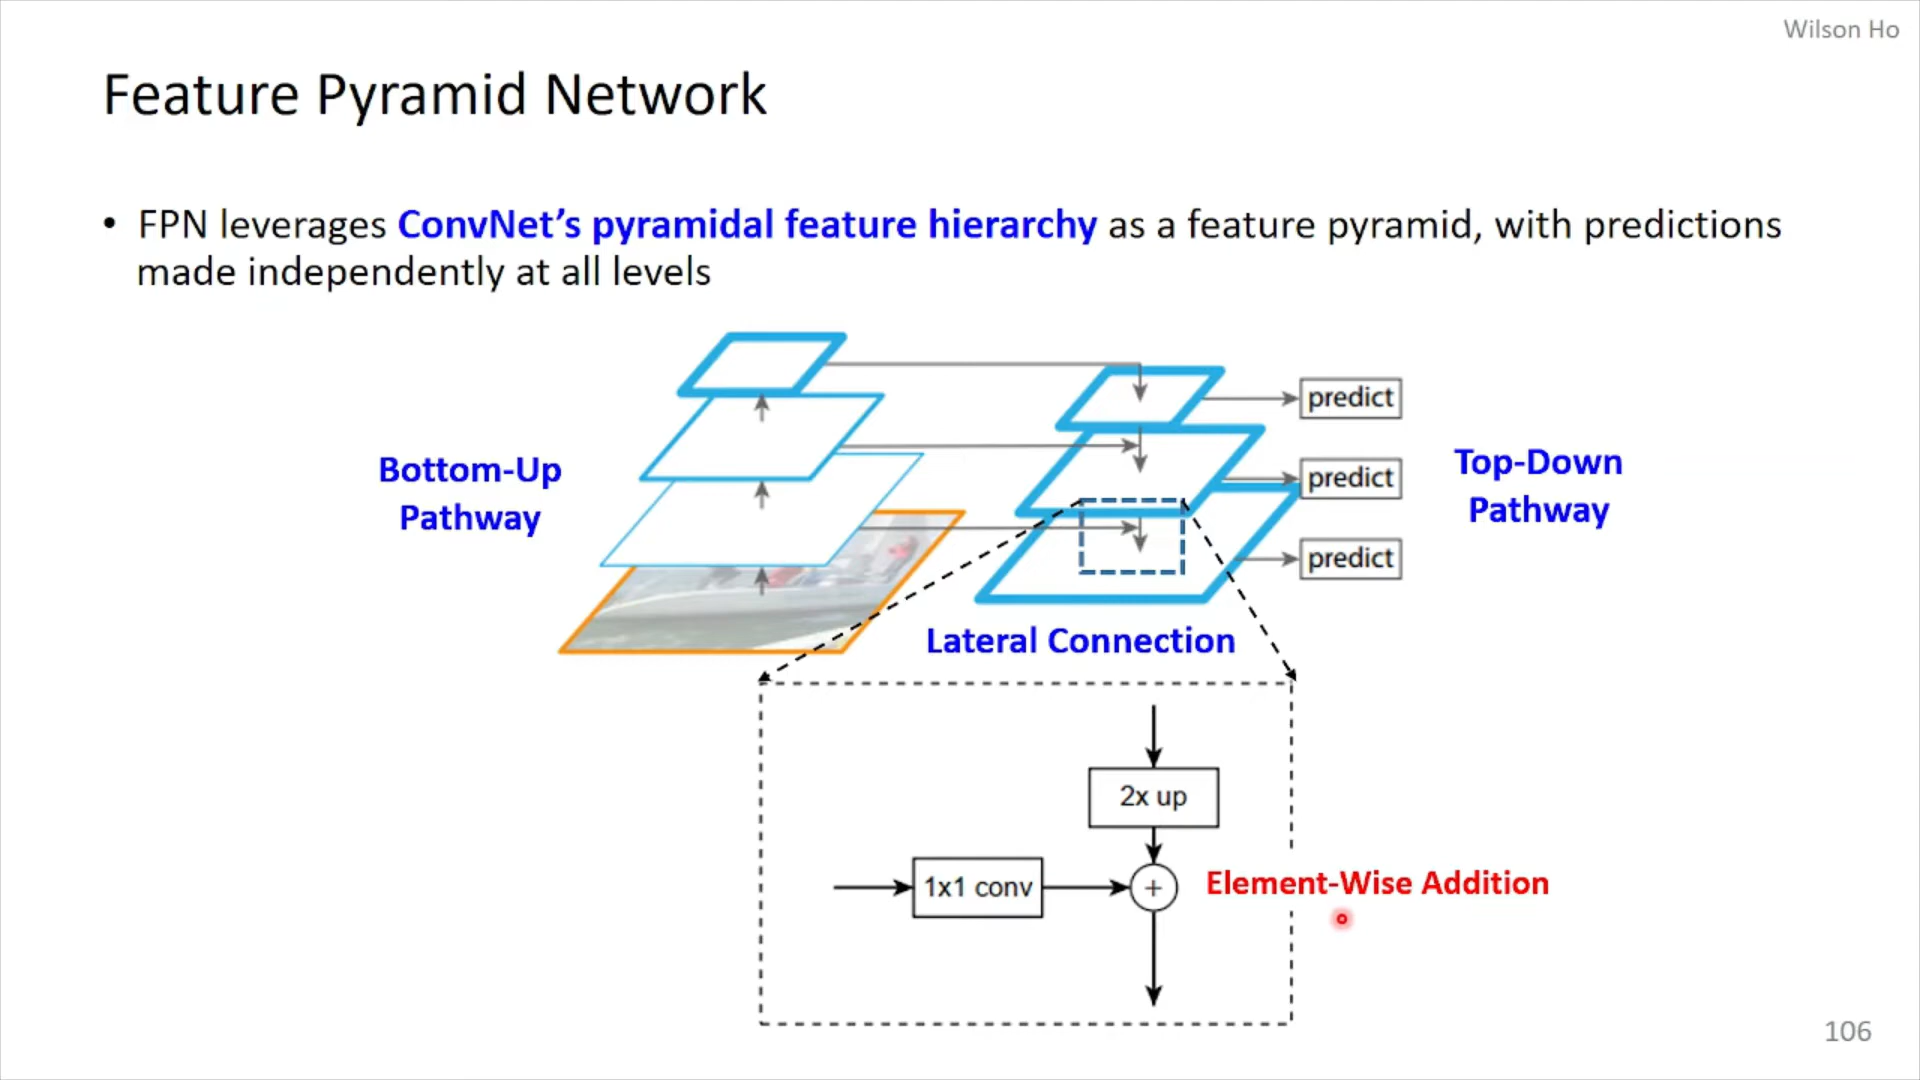 Wilson Ho
Feature Pyramid Network
• FPN leverages ConvNet’s pyramidal feature hierarchy as a feature pyramid, with predictions
made independently at all levels
predict
Bottom-Up
Pathway
predict
Top-Down
Pathway
predict
Lateral Connection
2x up
1x1 conv
+
Element-Wise Addition
106